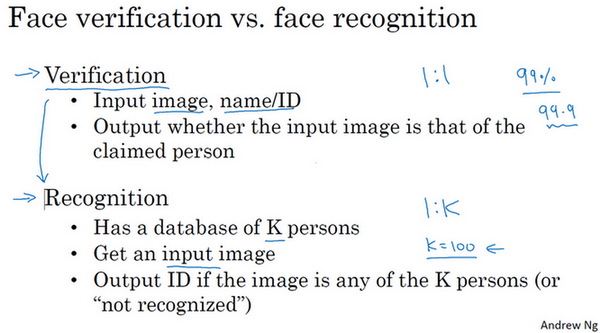 Face verification vs. face recognition
→ Verification
1:1
99%
99.9
• Input image, name/ID
• Output whether the input image is that of the
claimed person
→ Recognition
1:K
• Has a database of K persons
K=100 ←
• Get an input image
• Output ID if the image is any of the K persons (or
“not recognized”)
Andrew Ng